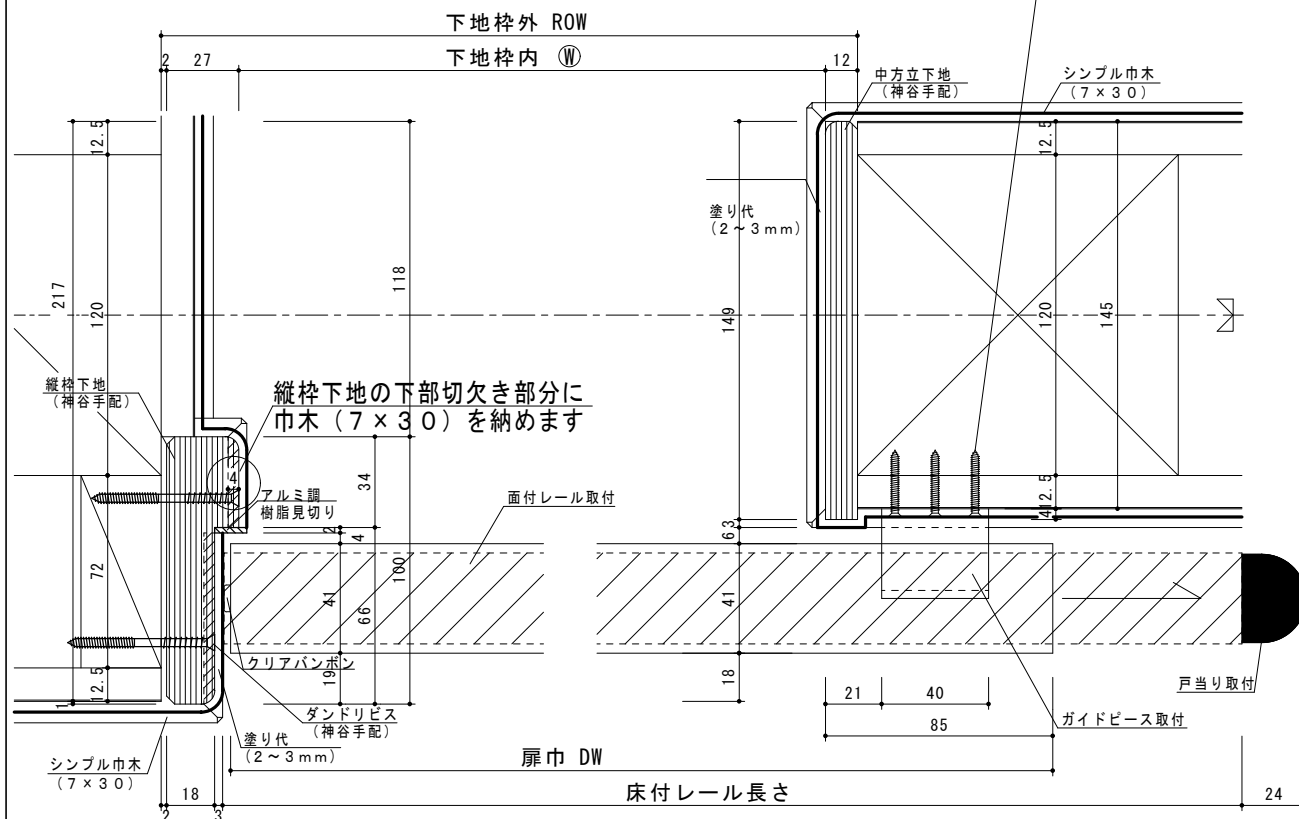 下地枠外 ROW
2
27
下地枠内 Ⓦ
12
中方立下地
(神谷手配)
シンプル巾木
(7×30)
12.5
12.5
217
120
118
塗り代
(2~3mm)
149
120
145
縦枠下地
(神谷手配)
縦枠下地の下部切欠き部分に
巾木(7×30)を納めます
4
34
アルミ調
樹脂見切り
面付レール取付
12.5
4
2
4
63
72
41
100
66
41
クリアバンポン
19
18
12.5
1
ダンドリビス
(神谷手配)
21
40
戸当り取付
塗り代
(2~3mm)
85
ガイドピース取付
シンプル巾木
(7×30)
扉巾 DW
18
床付レール長さ
24
2
3